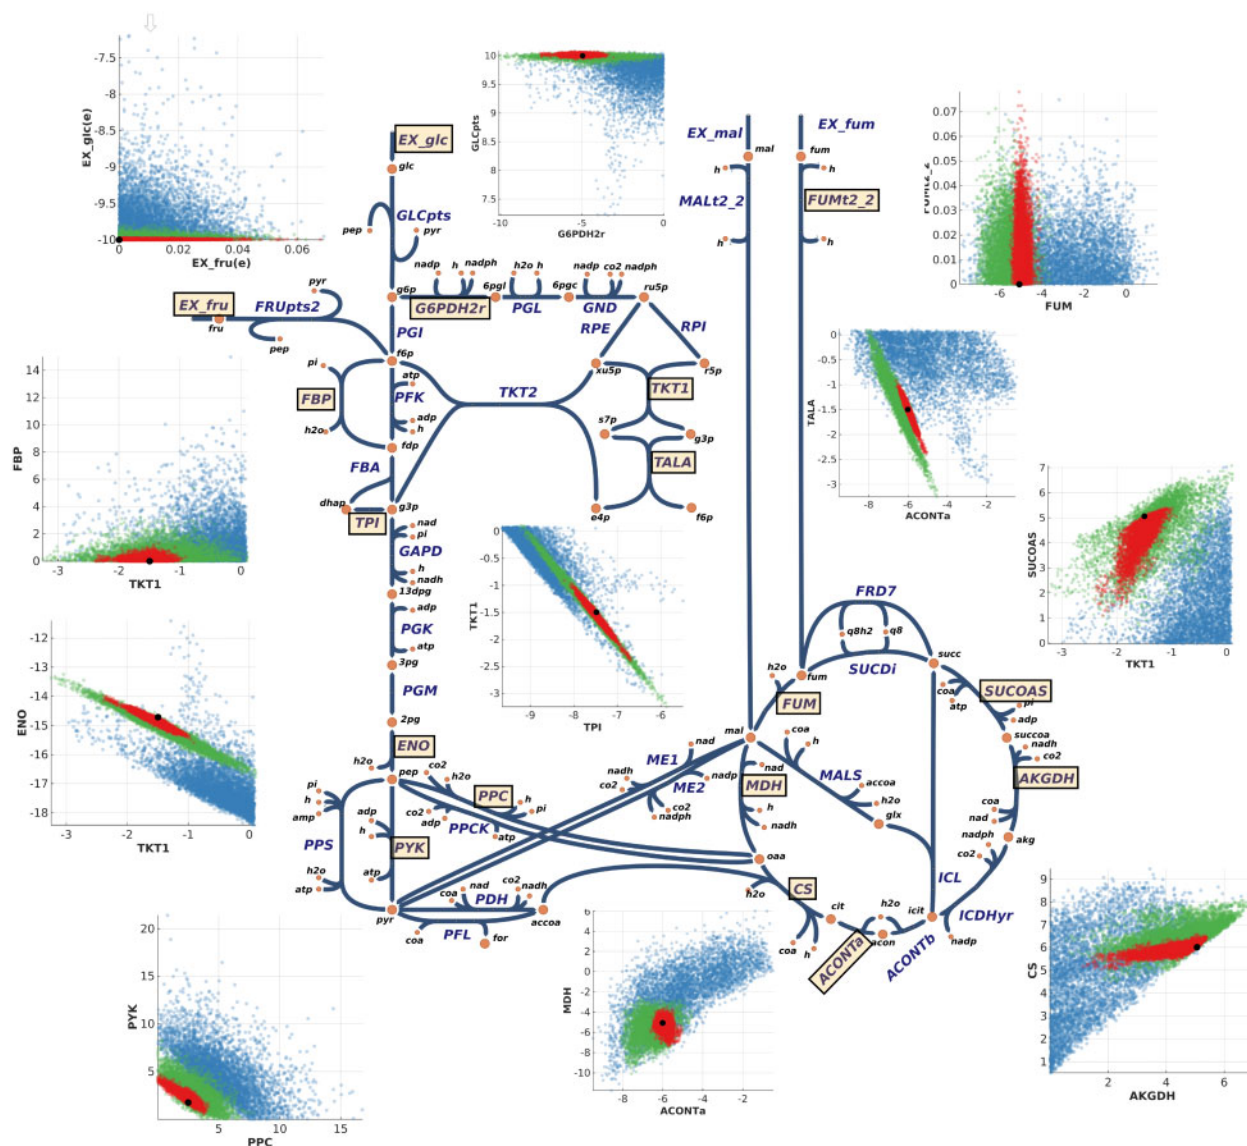 -7.5
-8
-8.5
-9
-9.5
-10
EX_glc(e)
0
0.02
0.04
0.06
EX_fru(e)
10
9.5
9
8.5
8
7.5
GLCpts
-10
-5
0
G6PDH2r
0.07
0.06
0.05
0.04
0.03
0.02
0.01
0
-6
-4
-2
0
FUM
EX_glc
glc
GLCpts
pep
pyr
EX_mal
mal
h
MALt2_2
h
EX_fum
fum
h
FUMt2_2
h
nadp
h
nadph
h2o
h
nadp
co2
nadph
g6p
G6PDH2r
6pgl
PGL
6pgc
GND
ru5p
pyr
EX_fru
fru
FRUpts2
pep
PGI
RPE
RPI
f6p
pi
FBP
h2o
atp
PFK
adp
h
fdp
TKT2
xu5p
r5p
TKT1
s7p
g3p
TALA
e4p
f6p
FBA
dhap
TPI
g3p
nad
pi
GAPD
h
nadh
13dpg
adp
PGK
atp
3pg
PGM
2pg
ENO
h2o
pep
14
12
10
8
6
4
2
0
FBP
-3
-2
-1
0
TKT1
0
-0.5
-1
-1.5
-2
-2.5
-3
TALA
-8
-6
-4
-2
ACONTa
7
6
5
4
3
2
1
0
SUCOAS
-3
-2
-1
0
TKT1
0
-0.5
-1
-1.5
-2
-2.5
-3
TKT1
-9
-8
-7
-6
TPI
-12
-13
-14
-15
-16
-17
-18
ENO
-3
-2
-1
0
TKT1
FRD7
q8h2
q8
SUCDi
h2o
fum
succ
coa
atp
SUCOAS
pi
adp
succoa
nadh
co2
AKGDH
coa
nad
akg
nadph
co2
FUM
mal
coa
h
nad
MDH
h
nadh
MALS
accoa
h2o
glx
nad
ME1
nadh
co2
ME2
nadp
co2
nadph
co2
h2o
PPC
h
pi
co2
adp
PPCK
atp
pi
h
amp
adp
h
PPS
PYK
h2o
atp
atp
oaa
h2o
CS
coa
nad
PDH
co2
nadh
pyr
coa
PFL
for
accoa
cit
coa
h
ACONTa
h2o
acon
ACONTb
icit
ICL
ICDHyr
nadp
20
15
10
5
PYK
5
10
15
PPC
2
0
-2
-4
-6
-8
-10
MDH
-8
-6
-4
-2
ACONTa
9
8
7
6
5
4
3
2
1
CS
2
4
6
AKGDH